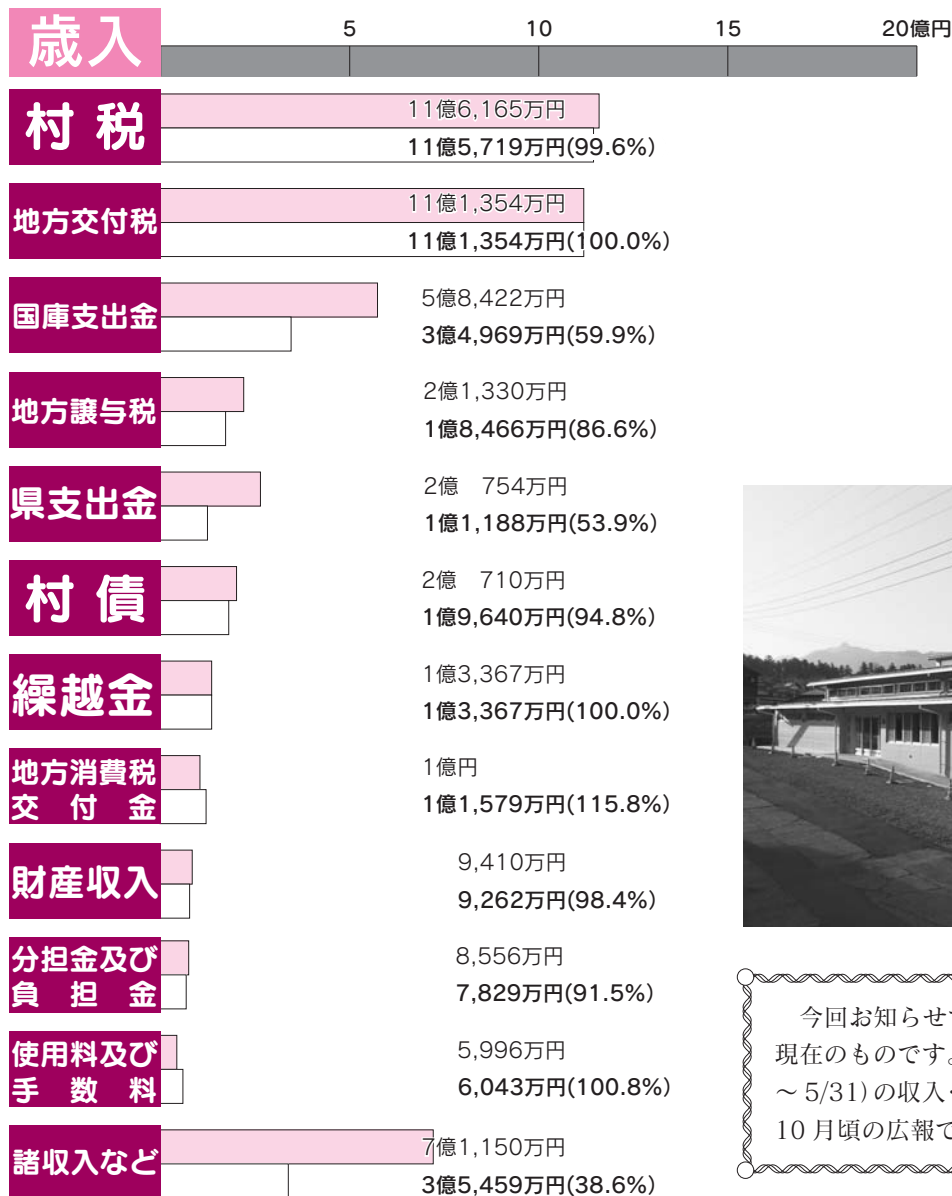 歳入
5 10 15 20億円
村税
11億6,165万円
11億5,719万円(99.6%)
地方交付税
11億1,354万円
11億1,354万円(100.0%)
国庫支出金
5億8,422万円
3億4,969万円(59.9%)
地方譲与税
2億1,330万円
1億8,466万円(86.6%)
県支出金
2億　754万円
1億1,188万円(53.9%)
村債
2億　710万円
1億9,640万円(94.8%)
繰越金
1億3,367万円
1億3,367万円(100.0%)
地方消費税
交付金
1億円
1億1,579万円(115.8%)
財産収入
9,410万円
9,262万円(98.4%)
分担金及び
負担金
8,556万円
7,829万円(91.5%)
使用料及び
手数料
5,996万円
6,043万円(100.8%)
諸収入など
7億1,150万円
3億5,459万円(38.6%)
今回お知らせ
現在のものです。
～5/31)の収入
10月頃の広報で